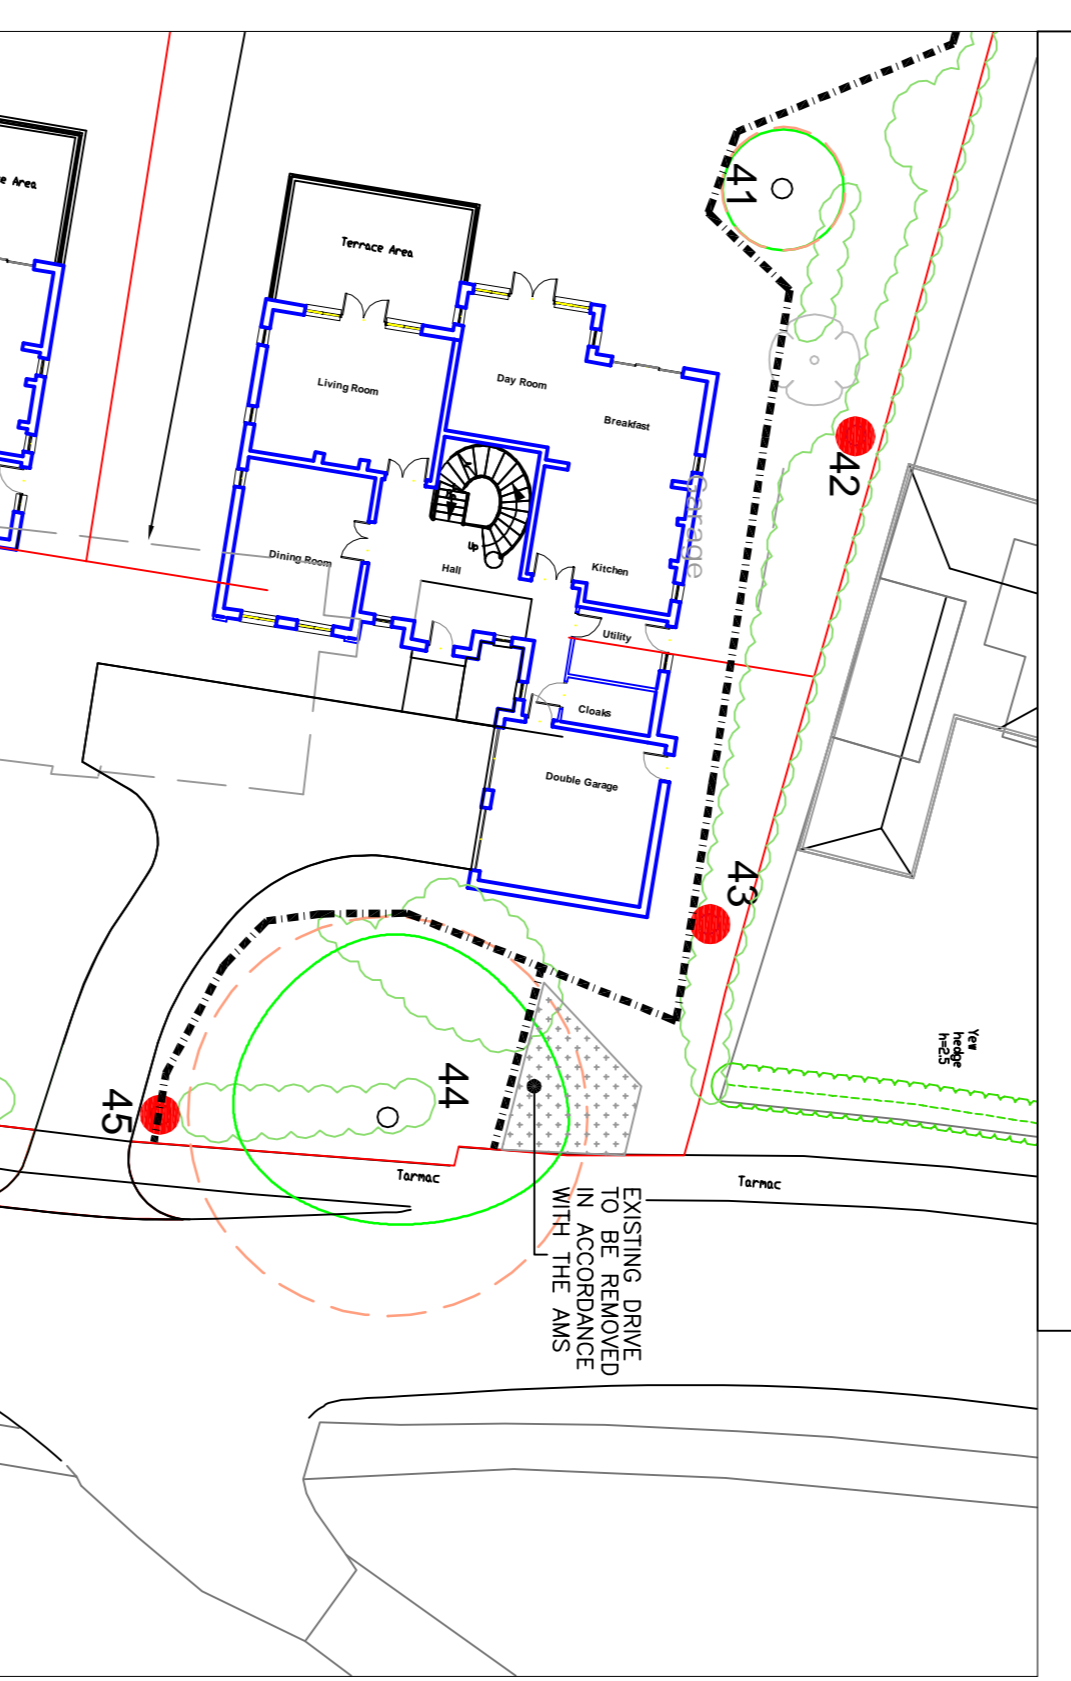 e Area
Terrace Area
41
Living Room
Day Room
Breakfast
42
Garage
Dining Room
Up
Hall
Kitchen
Utility
Cloaks
Double Garage
43
Yew
hedge
h=2.5
44
45
Tarmac
Tarmac
EXISTING DRIVE
TO BE REMOVED
IN ACCORDANCE
WITH THE AMS